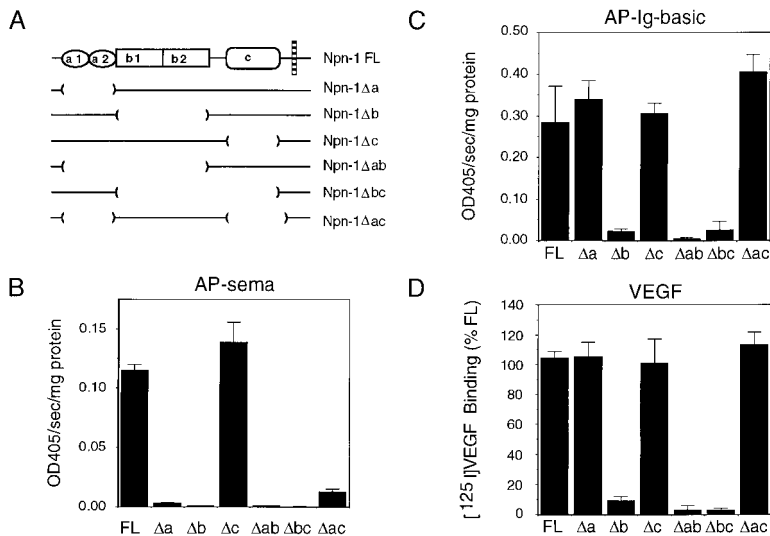 A
a 1 a 2 b 1 b 2 c Npn-1 FL
Npn-1Δa
Npn-1Δb
Npn-1Δc
Npn-1Δab
Npn-1Δbc
Npn-1Δac
B
AP-sema
OD405/sec/mg protein
0.15
0.10
0.05
0.00
FL Δa Δb Δc Δab Δbc Δac
C
AP-Ig-basic
OD405/sec/mg protein
0.50
0.40
0.30
0.20
0.10
0.00
FL Δa Δb Δc Δab Δbc Δac
D
VEGF
[125I]VEGF Binding (% FL)
140
120
100
80
60
40
20
0
FL Δa Δb Δc Δab Δbc Δac